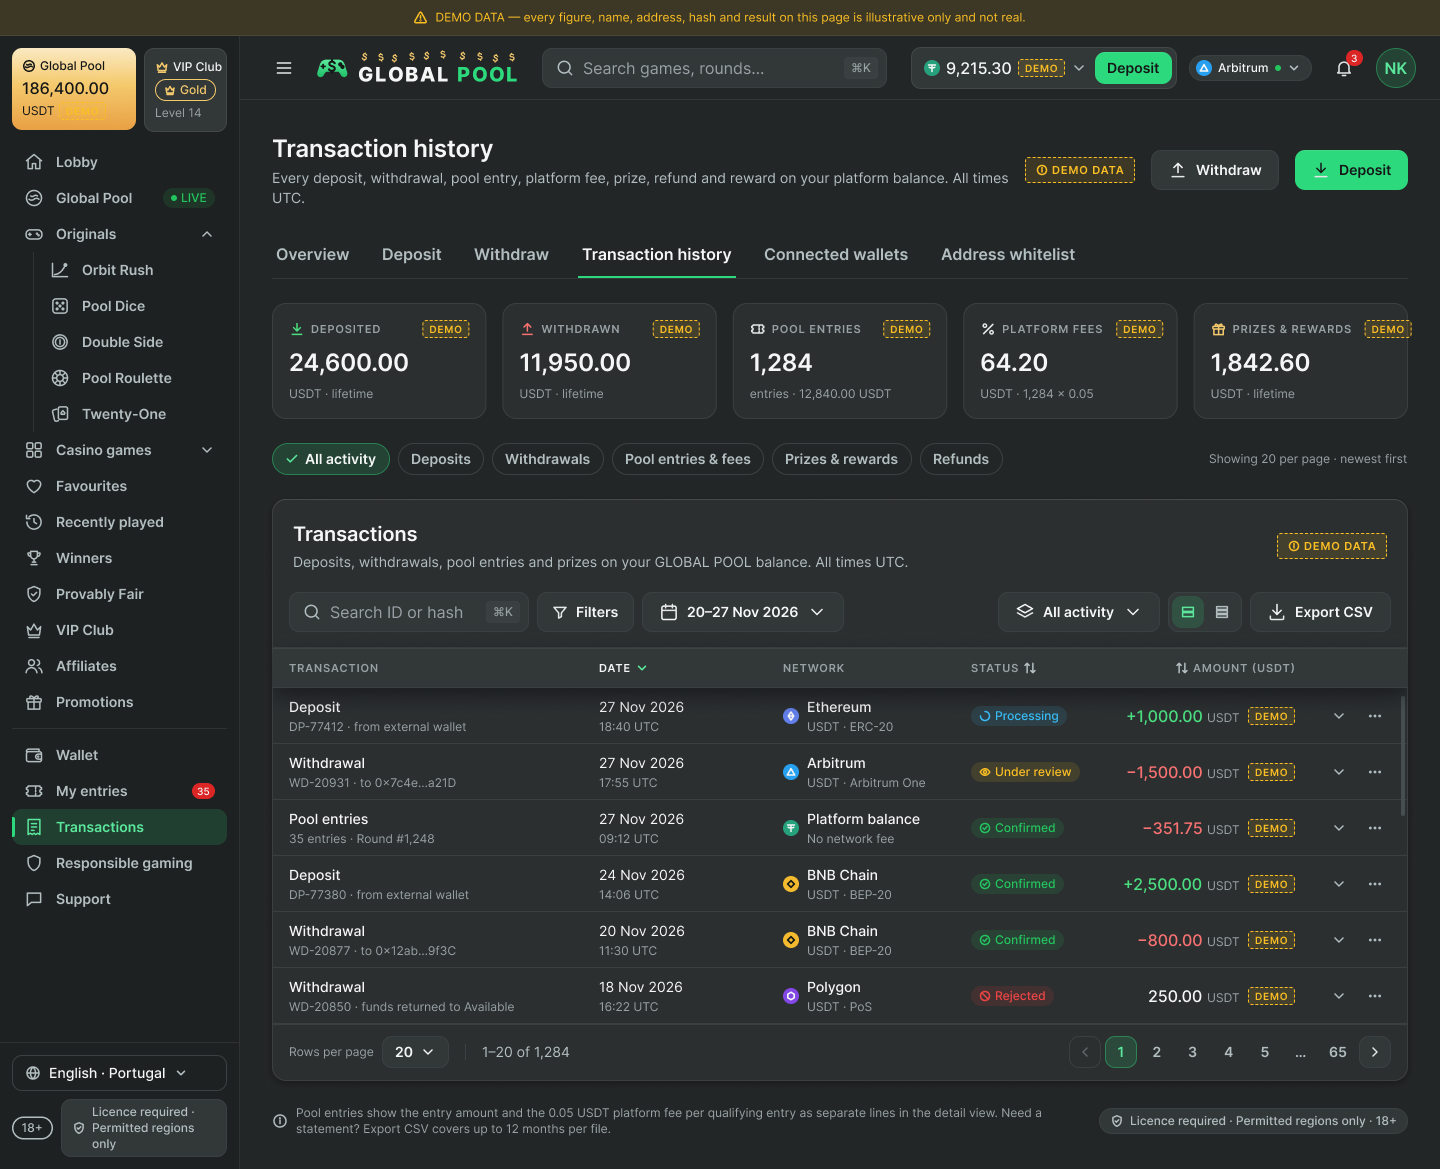 DEMO DATA — every figure, name, address, hash and result on this page is illustrative only and not real.
Global Pool
186,400.00
USDT DEMO
VIP Club
Gold
Level 14
Lobby
Global Pool LIVE
Originals
Orbit Rush
Pool Dice
Double Side
Pool Roulette
Twenty-One
Casino games
Favourites
Recently played
Winners
Provably Fair
VIP Club
Affiliates
Promotions
Wallet
My entries 35
Transactions
Responsible gaming
Support
English · Portugal
18+
Licence required ·
Permitted regions
only
$ $ $ $ $ $ $ $ $ $
GLOBAL POOL
Search games, rounds... ⌘K
9,215.30 DEMO Deposit
Arbitrum
3
NK
Transaction history
Every deposit, withdrawal, pool entry, platform fee, prize, refund and reward on your platform balance. All times
UTC.
DEMO DATA
Withdraw
Deposit
Overview Deposit Withdraw Transaction history Connected wallets Address whitelist
DEPOSITED DEMO
24,600.00
USDT · lifetime
WITHDRAWN DEMO
11,950.00
USDT · lifetime
POOL ENTRIES DEMO
1,284
entries · 12,840.00 USDT
PLATFORM FEES DEMO
64.20
USDT · 1,284 × 0.05
PRIZES & REWARDS DEMO
1,842.60
USDT · lifetime
All activity Deposits Withdrawals Pool entries & fees Prizes & rewards Refunds
Showing 20 per page · newest first
Transactions
Deposits, withdrawals, pool entries and prizes on your GLOBAL POOL balance. All times UTC.
DEMO DATA
Search ID or hash ⌘K
Filters
20–27 Nov 2026
All activity
Export CSV
TRANSACTION DATE NETWORK STATUS AMOUNT (USDT)
Deposit 27 Nov 2026 Ethereum Processing +1,000.00 USDT DEMO
DP-77412 · from external wallet 18:40 UTC USDT · ERC-20
Withdrawal 27 Nov 2026 Arbitrum Under review −1,500.00 USDT DEMO
WD-20931 · to 0×7c4e…a21D 17:55 UTC USDT · Arbitrum One
Pool entries 27 Nov 2026 Platform balance Confirmed −351.75 USDT DEMO
35 entries · Round #1,248 09:12 UTC No network fee
Deposit 24 Nov 2026 BNB Chain Confirmed +2,500.00 USDT DEMO
DP-77380 · from external wallet 14:06 UTC USDT · BEP-20
Withdrawal 20 Nov 2026 BNB Chain Confirmed −800.00 USDT DEMO
WD-20877 · to 0×12ab…9f3C 11:30 UTC USDT · BEP-20
Withdrawal 18 Nov 2026 Polygon Rejected 250.00 USDT DEMO
WD-20850 · funds returned to Available 16:22 UTC USDT · PoS
Rows per page 20 1–20 of 1,284
1 2 3 4 5 … 65
Pool entries show the entry amount and the 0.05 USDT platform fee per qualifying entry as separate lines in the detail view. Need a
statement? Export CSV covers up to 12 months per file.
Licence required · Permitted regions only · 18+